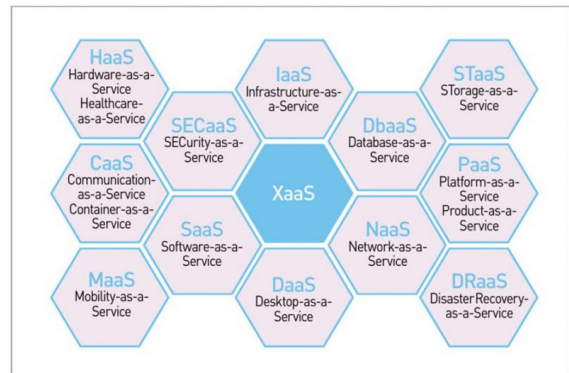 HaaS
Hardware-as-a-
Service
Healthcare-
as-a-Service
IaaS
Infrastructure-as-
a-Service
STaaS
STorage-as-a-
Service
SECaaS
SECurity-as-a-
Service
DbaaS
Database-as-a-
Service
CaaS
Communication-
as-a-Service
Container-as-a-
Service
XaaS
PaaS
Platform-as-a-
Service
Product-as-a-
Service
SaaS
Software-as-a-
Service
NaaS
Network-as-a-
Service
MaaS
Mobility-as-a-
Service
DaaS
Desktop-as-a-
Service
DRaaS
Disaster Recovery-
as-a-Service